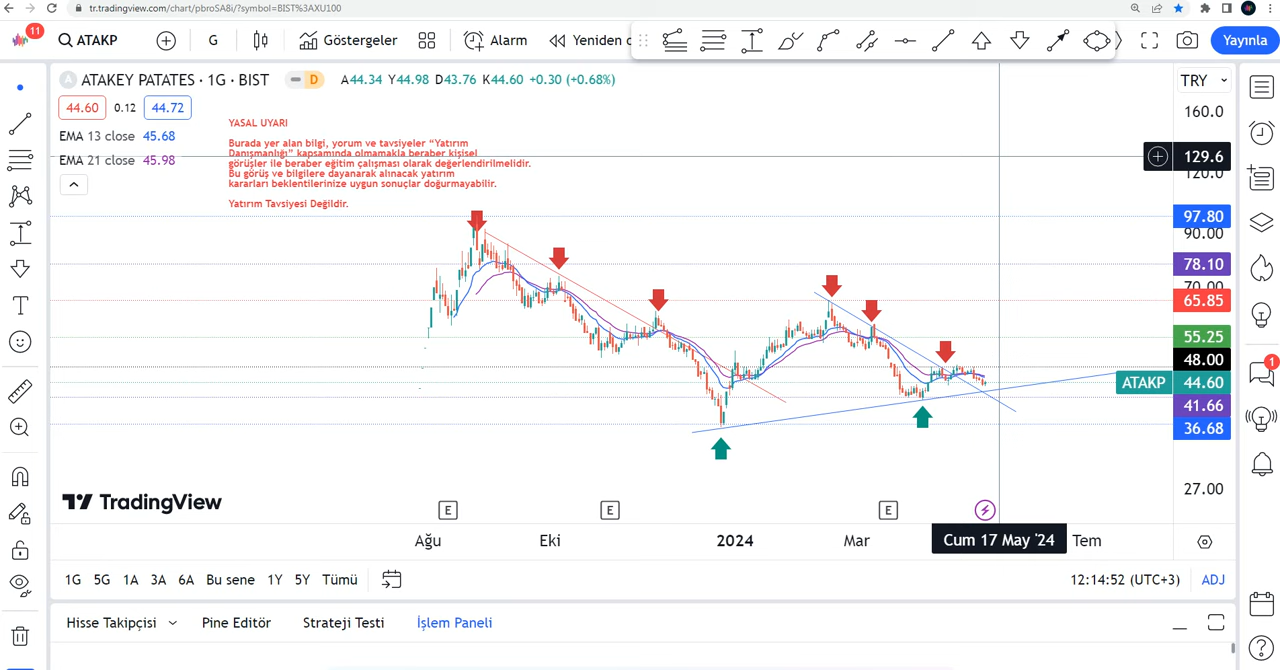 tr.tradingview.com/chart/pbroSA8i/?symbol=BIST%3AXU100
11
ATAKP
G
Göstergeler
Alarm
Yeniden
Yayınla
A ATAKEY PATATES · 1G · BIST
D
A44.34 Y44.98 D43.76 K44.60 +0.30 (+0.68%)
TRY
44.60 0.12 44.72
EMA 13 close 45.68
EMA 21 close 45.98
YASAL UYARI
Burada yer alan bilgi, yorum ve tavsiyeler “Yatırım
Danışmanlığı” kapsamında olmamakla beraber kişisel
görüşler ile beraber eğitim çalışması olarak değerlendirilmelidir.
Bu görüş ve bilgilere dayanarak alınacak yatırım
kararları beklentilerinize uygun sonuçlar doğurmayabilir.
Yatırım Tavsiyesi Değildir.
160.0
129.6
120.0
97.80
90.00
78.10
70.00
65.85
55.25
48.00
ATAKP 44.60
41.66
36.68
27.00
1
TradingView
E
E
E
Ağu
Eki
2024
Mar
Cum 17 May '24
Tem
1G 5G 1A 3A 6A Bu sene 1Y 5Y Tümü
12:14:52 (UTC+3)
ADJ
Hisse Takipçisi
Pine Editör
Strateji Testi
İşlem Paneli